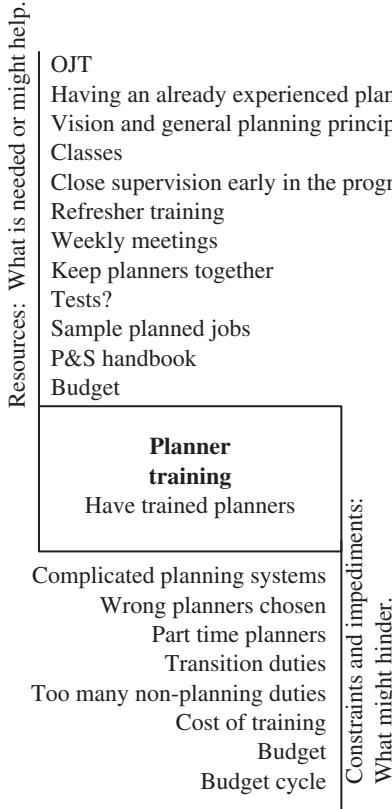 Resources: What is needed or might help.
OJT
Having an already experienced plan
Vision and general planning princip
Classes
Close supervision early in the progr
Refresher training
Weekly meetings
Keep planners together
Tests?
Sample planned jobs
P&S handbook
Budget
Planner
training
Have trained planners
Complicated planning systems
Wrong planners chosen
Part time planners
Transition duties
Too many non-planning duties
Cost of training
Budget
Budget cycle
Constraints and impediments:
What might hinder.